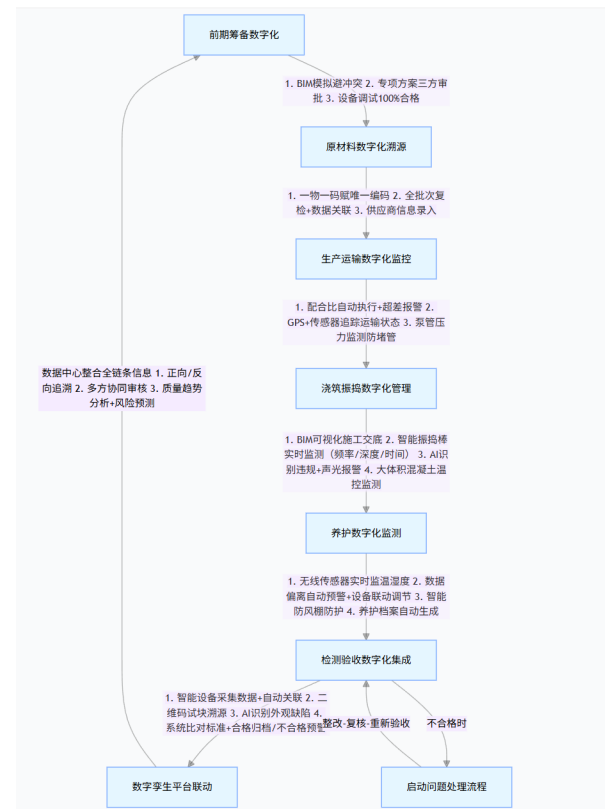 前期筹备数字化
1. BIM模拟避冲突 2. 专项方案三方审
批 3. 设备调试100%合格
原材料数字化溯源
1. 一物一码赋唯一编码 2. 全批次复
检+数据关联 3. 供应商信息录入
生产运输数字化监控
1. 配合比自动执行+超差报警 2.
GPS+传感器追踪运输状态 3. 泵管压
力监测防堵管
数据中心整合全链条信息 1. 正向/反
向追溯 2. 多方协同审核 3. 质量趋势
分析+风险预测
浇筑振捣数字化管理
1. BIM可视化施工交底 2. 智能振捣棒
实时监测（频率/深度/时间） 3. AI识
别违规+声光报警 4. 大体积混凝土温
控监测
养护数字化监测
1. 无线传感器实时监温湿度 2. 数据
偏离自动预警+设备联动调节 3. 智能
防风棚防护 4. 养护档案自动生成
检测验收数字化集成
1. 智能设备采集数据+自动关联 2. 二
维码试块溯源 3. AI识别外观缺陷 4.
系统比对标准+合格归档/不合格预警
整改-复核-重新验收
不合格时
数字孪生平台联动
启动问题处理流程